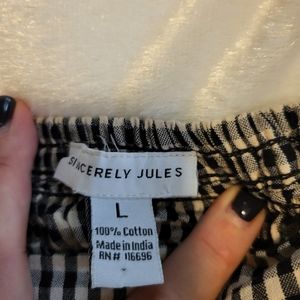 SINCERELY JULES
L
100% Cotton
Made in India
RN# 116696